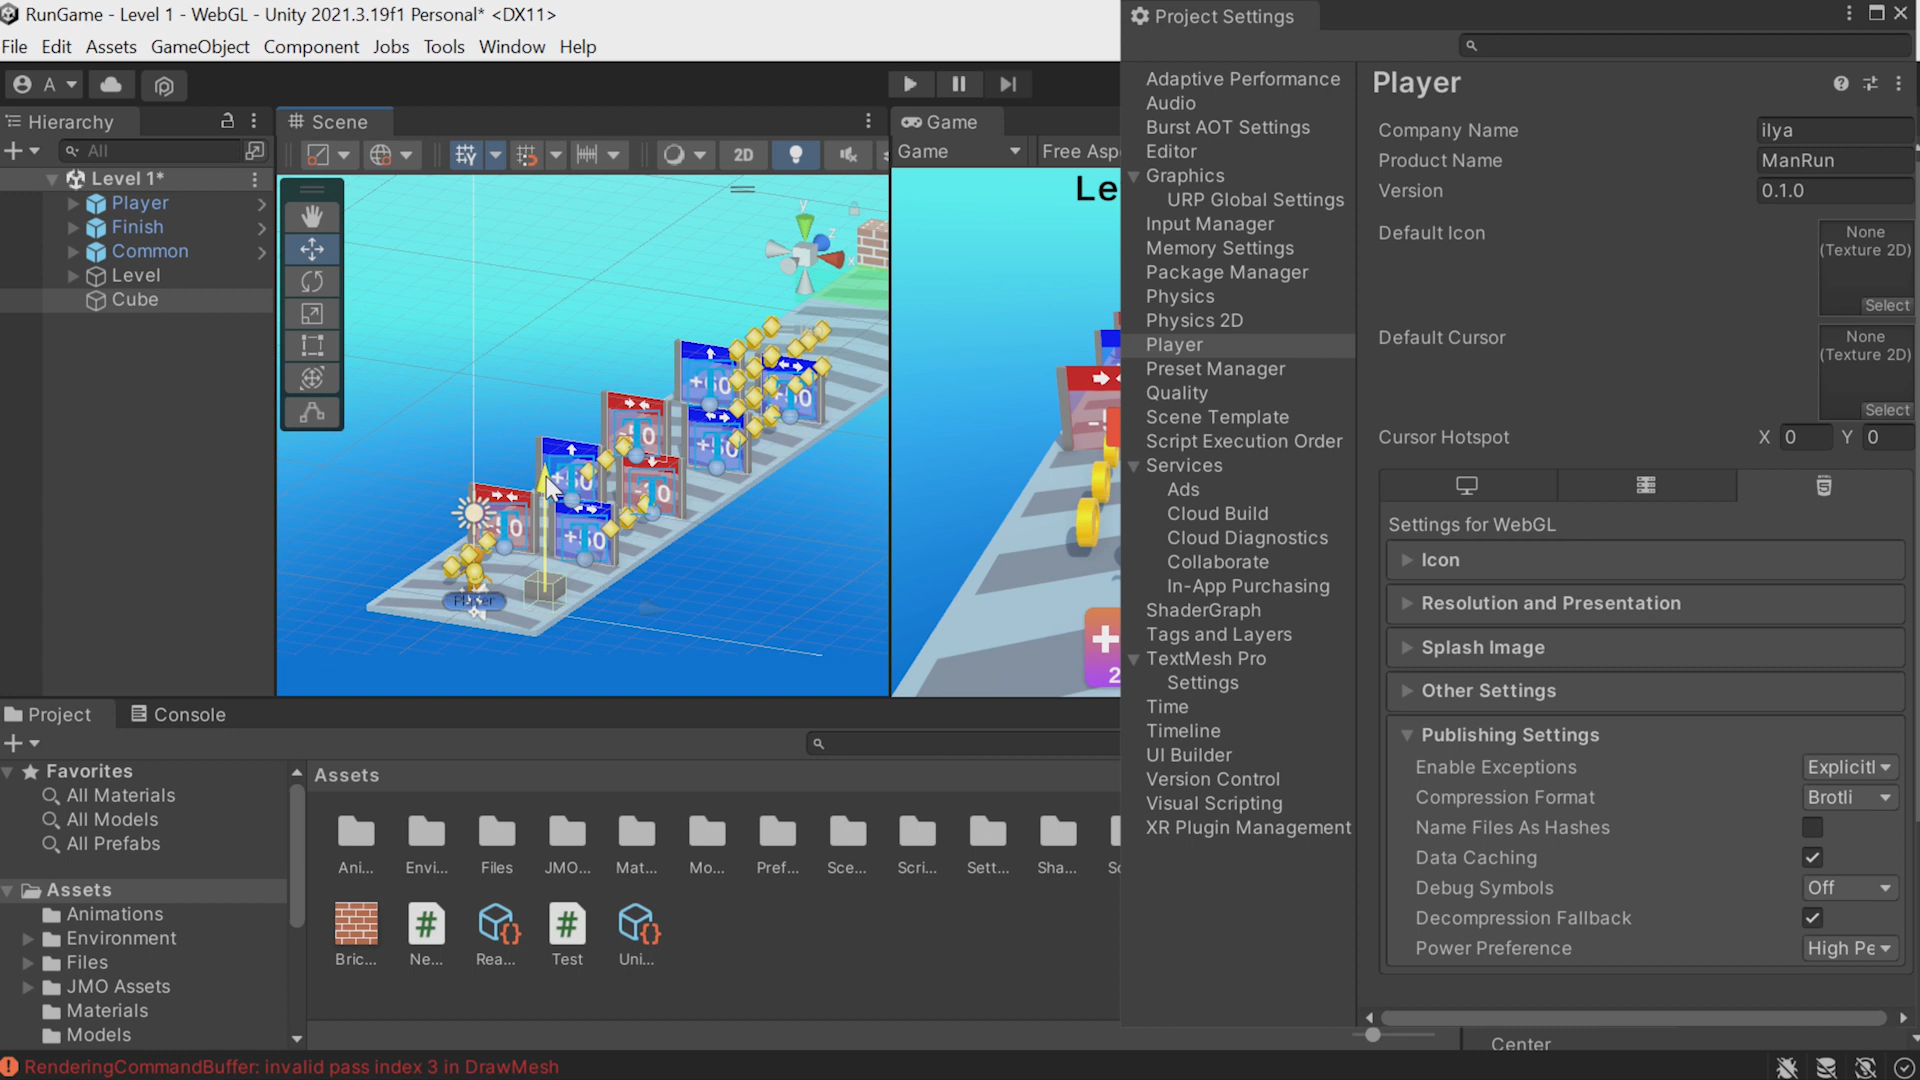 RunGame - Level 1 - WebGL - Unity 2021.3.19f1 Personal* <DX11>
File Edit Assets GameObject Component Jobs Tools Window Help
A
Hierarchy
All
Level 1*
Player
Finish
Common
Level
Cube
Scene
2D
y
z
x
+50
-50
Player
Game
Game
Free Asp
Le
+
2
Project
Console
Favorites
All Materials
All Models
All Prefabs
Assets
Animations
Environment
Files
JMO Assets
Materials
Models
Assets
Ani...
Envi...
Files
JMO...
Mat...
Mo...
Pref...
Sce...
Scri...
Sett...
Sha...
Bric...
Ne...
Rea...
Test
Uni...
RenderingCommandBuffer: invalid pass index 3 in DrawMesh
Project Settings
Adaptive Performance
Audio
Burst AOT Settings
Editor
Graphics
URP Global Settings
Input Manager
Memory Settings
Package Manager
Physics
Physics 2D
Player
Preset Manager
Quality
Scene Template
Script Execution Order
Services
Ads
Cloud Build
Cloud Diagnostics
Collaborate
In-App Purchasing
ShaderGraph
Tags and Layers
TextMesh Pro
Settings
Time
Timeline
UI Builder
Version Control
Visual Scripting
XR Plugin Management
Player
Company Name ilya
Product Name ManRun
Version 0.1.0
Default Icon
None
(Texture 2D)
Select
Default Cursor
None
(Texture 2D)
Select
Cursor Hotspot X 0 Y 0
Settings for WebGL
Icon
Resolution and Presentation
Splash Image
Other Settings
Publishing Settings
Enable Exceptions Explicitl
Compression Format Brotli
Name Files As Hashes
Data Caching
Debug Symbols Off
Decompression Fallback
Power Preference High Pe
Center